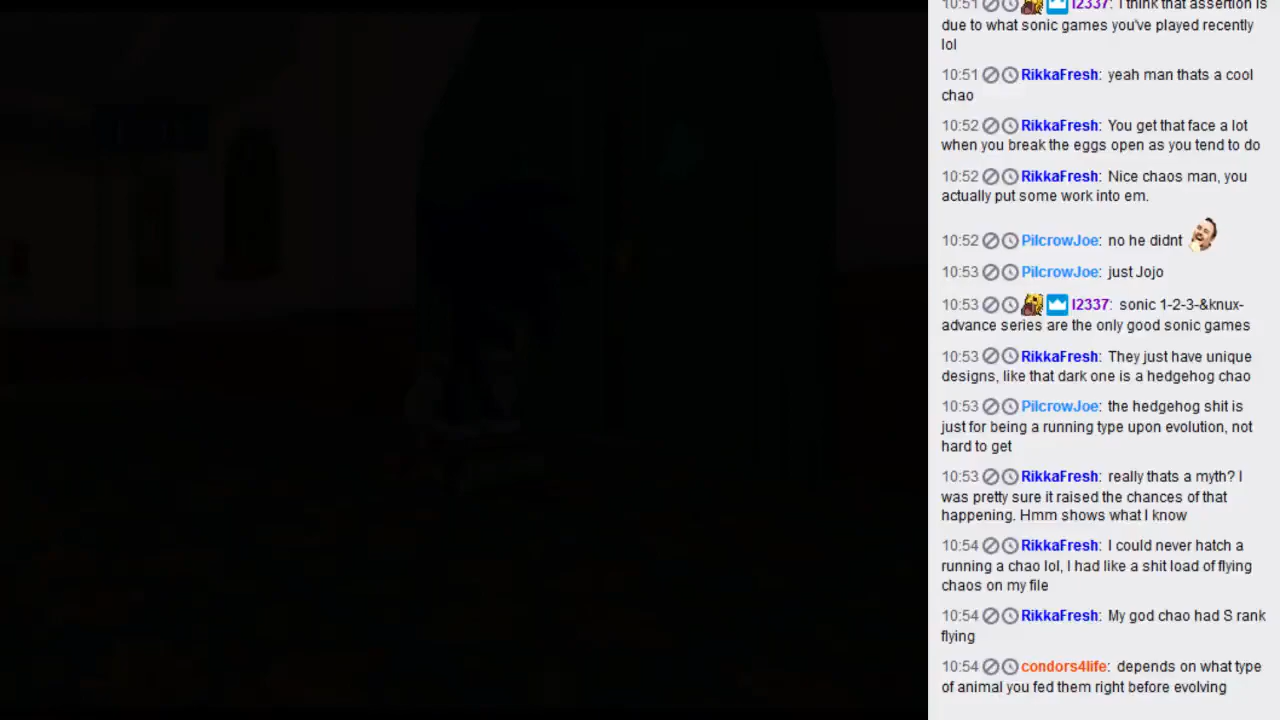 10:51 l2337: I think that assertion is
due to what sonic games you've played recently
lol
10:51 RikkaFresh: yeah man thats a cool
chao
10:52 RikkaFresh: You get that face a lot
when you break the eggs open as you tend to do
10:52 RikkaFresh: Nice chaos man, you
actually put some work into em.
10:52 PilcrowJoe: no he didnt
10:53 PilcrowJoe: just Jojo
10:53 l2337: sonic 1-2-3-&knux-
advance series are the only good sonic games
10:53 RikkaFresh: They just have unique
designs, like that dark one is a hedgehog chao
10:53 PilcrowJoe: the hedgehog shit is
just for being a running type upon evolution, not
hard to get
10:53 RikkaFresh: really thats a myth? I
was pretty sure it raised the chances of that
happening. Hmm shows what I know
10:54 RikkaFresh: I could never hatch a
running a chao lol, I had like a shit load of flying
chaos on my file
10:54 RikkaFresh: My god chao had S rank
flying
10:54 condors4life: depends on what type
of animal you fed them right before evolving